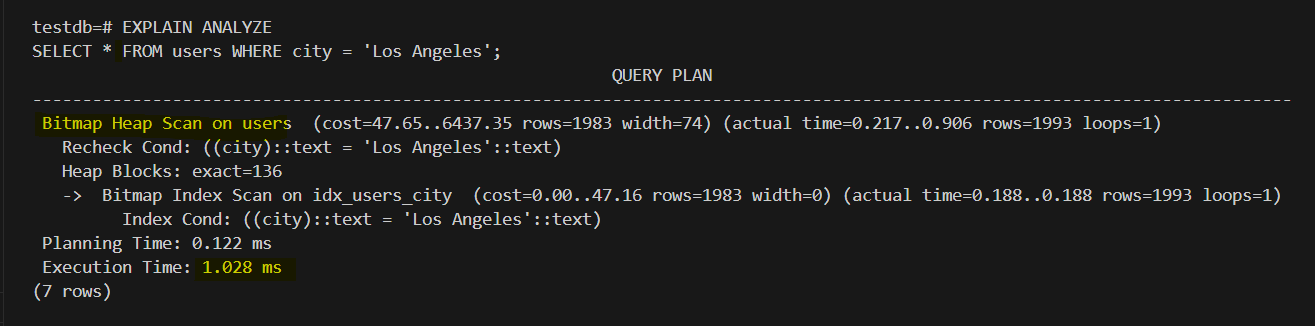 testdb=# EXPLAIN ANALYZE
SELECT * FROM users WHERE city = 'Los Angeles';
QUERY PLAN
------------------------------------------------------------------------------------------------------------------------------
Bitmap Heap Scan on users  (cost=47.65..6437.35 rows=1983 width=74) (actual time=0.217..0.906 rows=1993 loops=1)
Recheck Cond: ((city)::text = 'Los Angeles'::text)
Heap Blocks: exact=136
->  Bitmap Index Scan on idx_users_city  (cost=0.00..47.16 rows=1983 width=0) (actual time=0.188..0.188 rows=1993 loops=1)
Index Cond: ((city)::text = 'Los Angeles'::text)
Planning Time: 0.122 ms
Execution Time: 1.028 ms
(7 rows)